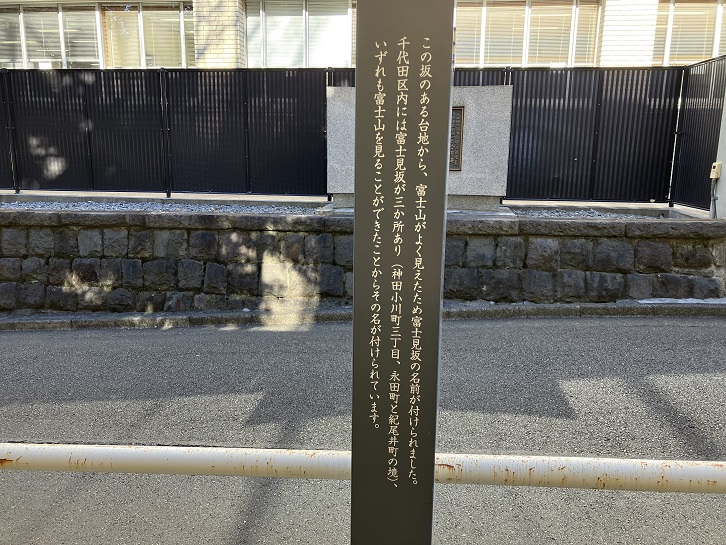 この坂のある台地から、富士山がよく見えたため富士見坂の名前が付けられました。
千代田区内には富士見坂が三か所あり（神田小川町三丁目、永田町と紀尾井町の境）、
いずれも富士山を見ることができたことからその名が付けられています。